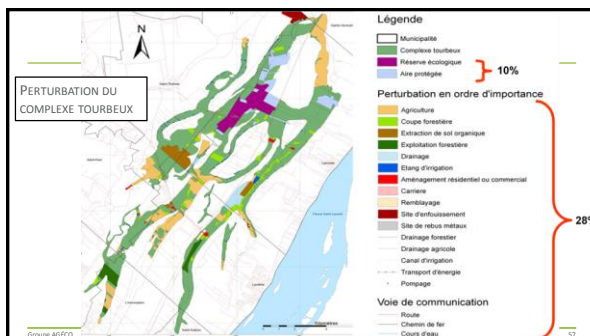 PERTURBATION DU
COMPLEXE TOURBEUX
N
Légende
Municipalité
Complexe tourbeux
Réserve écologique
Aire protégée
10%
Perturbation en ordre d'importance
Agriculture
Coupe forestière
Extraction de sol organique
Exploitation forestière
Drainage
Etang d'irrigation
Aménagement résidentiel ou commercial
Carriere
Remblayage
Site d'enfouissement
Site de rebus métaux
Drainage forestier
Drainage agricole
Canal d'irrigation
Transport d'énergie
Pompage
28%
Voie de communication
Route
Chemin de fer
Cours d'eau
Groupe AGÉCO
57